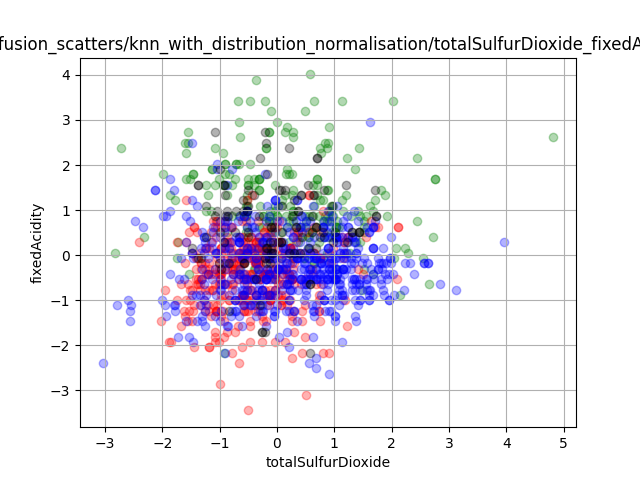 fusion_scatters/knn_with_distribution_normalisation/totalSulfurDioxide_fixedA
4
3
2
1
0
−1
−2
−3
fixedAcidity
−3 −2 −1 0 1 2 3 4 5
totalSulfurDioxide